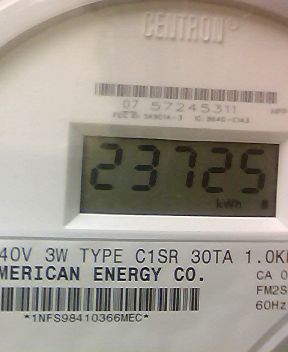 CENTRON®
07 57245311
23725
kWh
40V 3W TYPE C1SR 30TA 1.0K
MERICAN ENERGY CO.
CA 0
FM2S
60Hz
*1NFS98410366MEC*